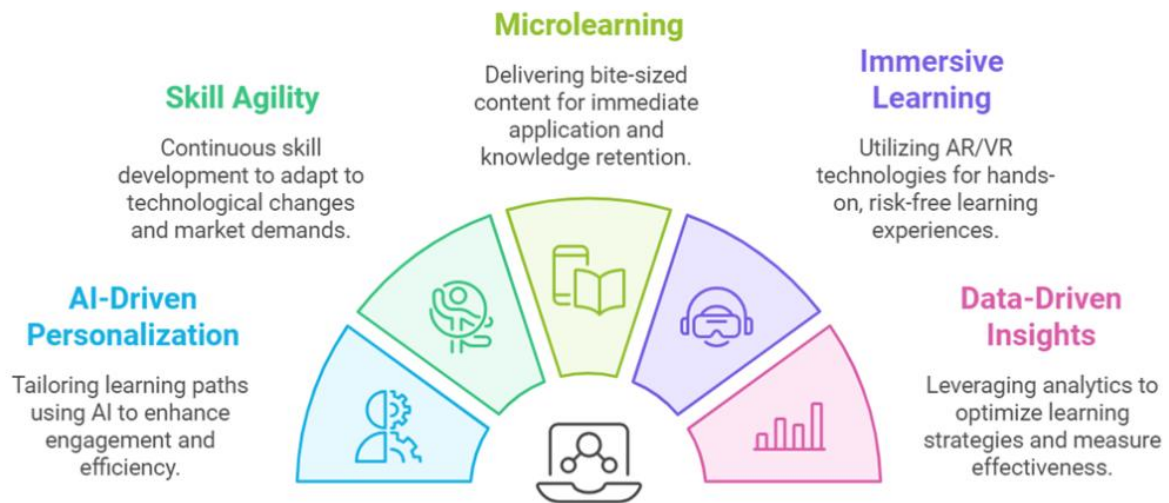 Microlearning
Delivering bite-sized
content for immediate
application and
knowledge retention.
Skill Agility
Continuous skill
development to adapt to
technological changes
and market demands.
Immersive
Learning
Utilizing AR/VR
technologies for hands-
on, risk-free learning
experiences.
AI-Driven
Personalization
Tailoring learning paths
using AI to enhance
engagement and
efficiency.
Data-Driven
Insights
Leveraging analytics to
optimize learning
strategies and measure
effectiveness.